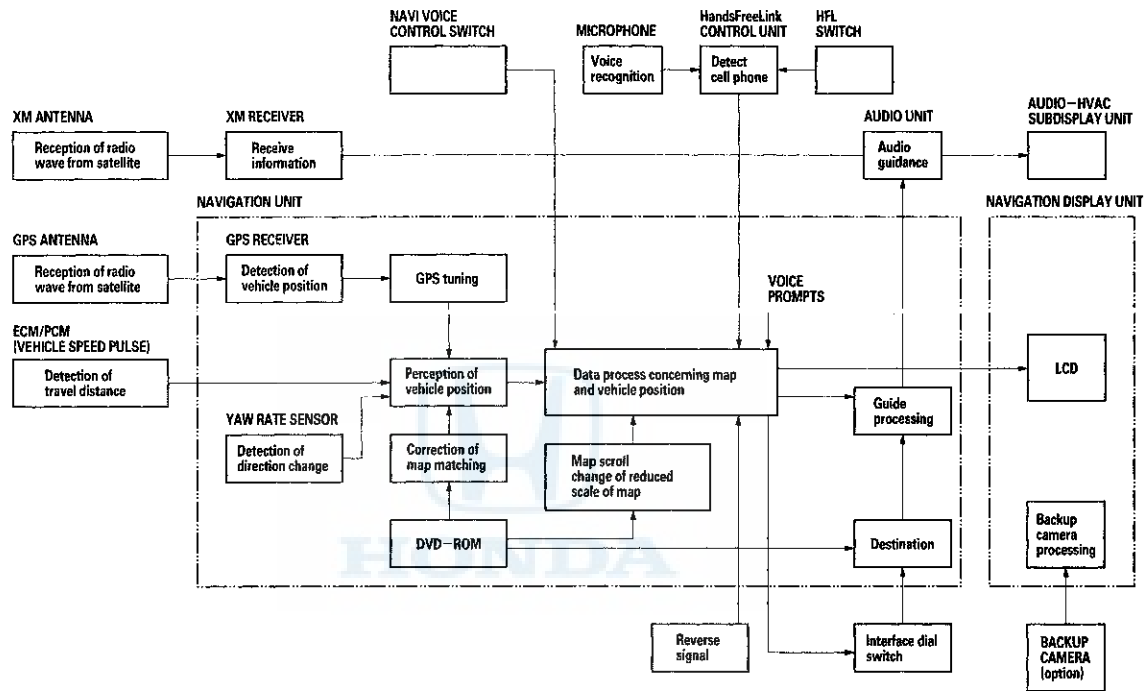 NAVI VOICE
CONTROL SWITCH
MICROPHONE
Voice
recognition
HandsFreeLink
CONTROL UNIT
Detect
cell phone
HFL
SWITCH
XM ANTENNA
Reception of radio
wave from satellite
XM RECEIVER
Receive
information
AUDIO UNIT
Audio
guidance
AUDIO-HVAC
SUBDISPLAY UNIT
NAVIGATION UNIT
NAVIGATION DISPLAY UNIT
GPS ANTENNA
Reception of radio
wave from satellite
GPS RECEIVER
Detection of
vehicle position
GPS tuning
VOICE
PROMPTS
ECM/PCM
(VEHICLE SPEED PULSE)
Detection of
travel distance
Perception of
vehicle position
Data process concerning map
and vehicle position
LCD
Guide
processing
YAW RATE SENSOR
Detection of
direction change
Correction of
map matching
Map scroll
change of reduced
scale of map
DVD-ROM
Destination
Backup
camera
processing
HONDA
Reverse
signal
Interface dial
switch
BACKUP
CAMERA
(option)